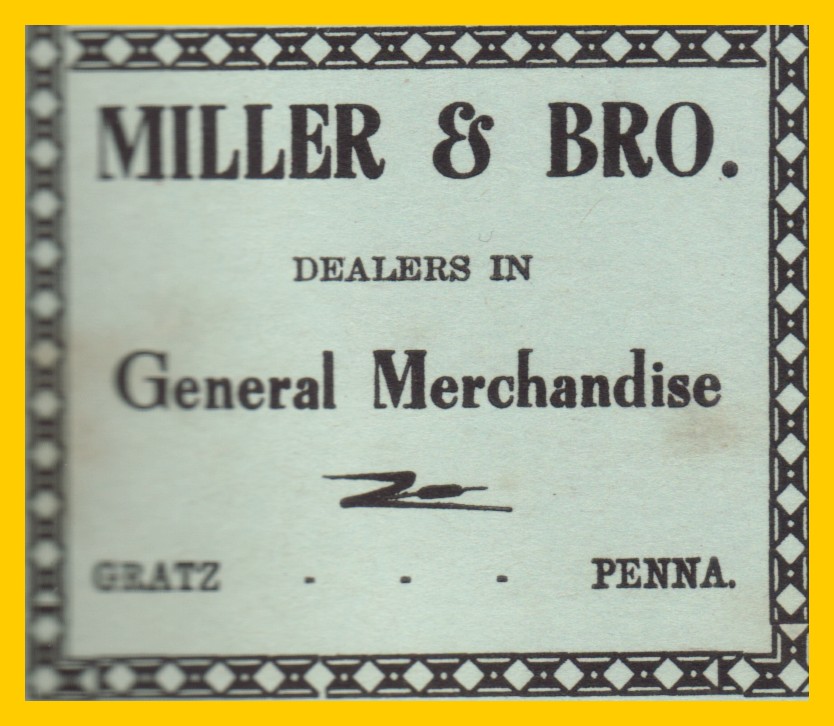 MILLER & BRO.
DEALERS IN
General Merchandise
GRATZ - - - PENNA.